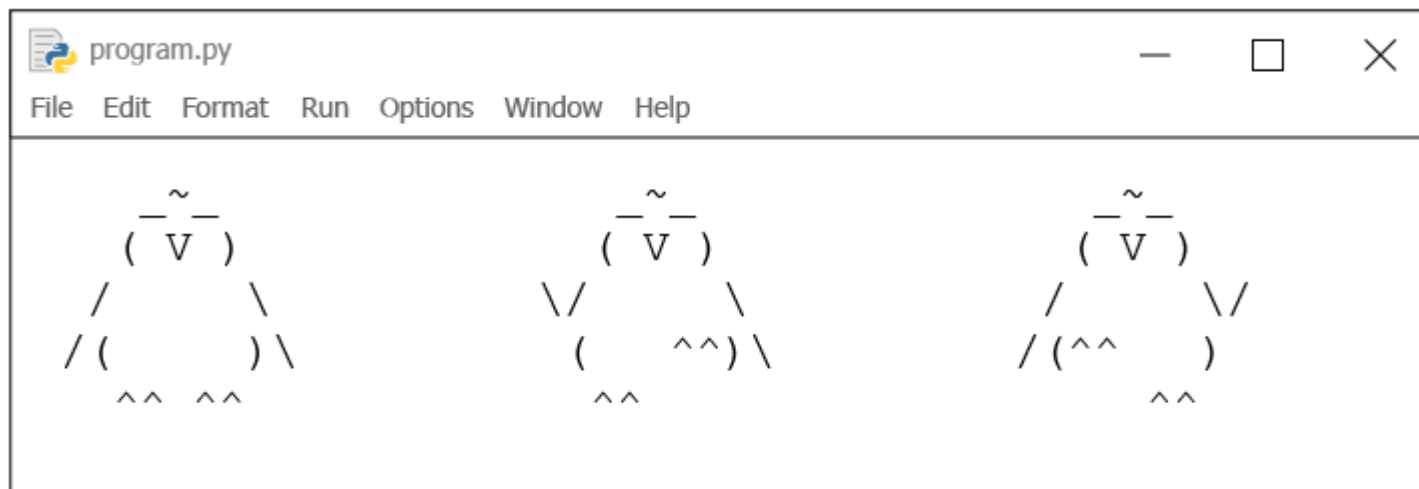 program.py
File Edit Format Run Options Window Help
     _~_               _~_               _~_
    ( V )             ( V )             ( V )
   /     \          \/     \           /     \/
  /(     )\          (   ^^)\         /(^^   )
    ^^ ^^             ^^                   ^^